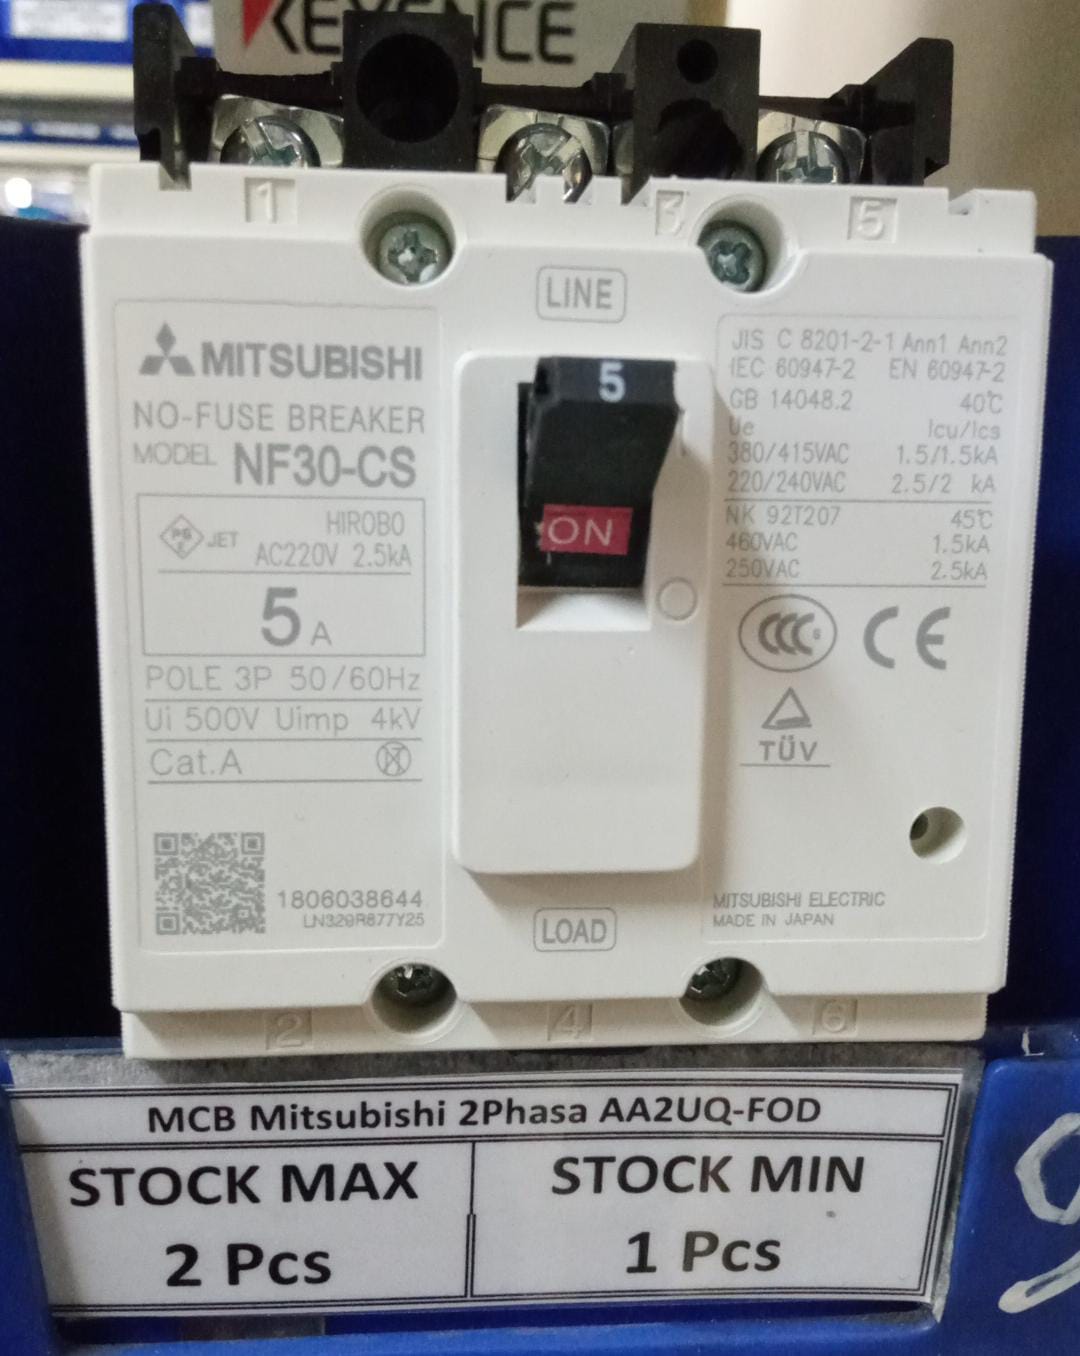 KEYENCE
1 3 5
LINE
MITSUBISHI
NO-FUSE BREAKER
MODEL NF30-CS
PS E JET HIROBO
AC220V 2.5kA
5 A
POLE 3P 50/60Hz
Ui 500V Uimp 4kV
Cat.A
1806038644
LN329R877Y25
5
ON
JIS C 8201-2-1 Ann1 Ann2
IEC 60947-2 EN 60947-2
GB 14048.2 40℃
Ue Icu/Ics
380/415VAC 1.5/1.5kA
220/240VAC 2.5/2 kA
NK 92T207 45℃
460VAC 1.5kA
250VAC 2.5kA
CCC S CE
TÜV
MITSUBISHI ELECTRIC
MADE IN JAPAN
LOAD
2 4 6
MCB Mitsubishi 2Phasa AA2UQ-FOD
STOCK MAX STOCK MIN
2 Pcs 1 Pcs